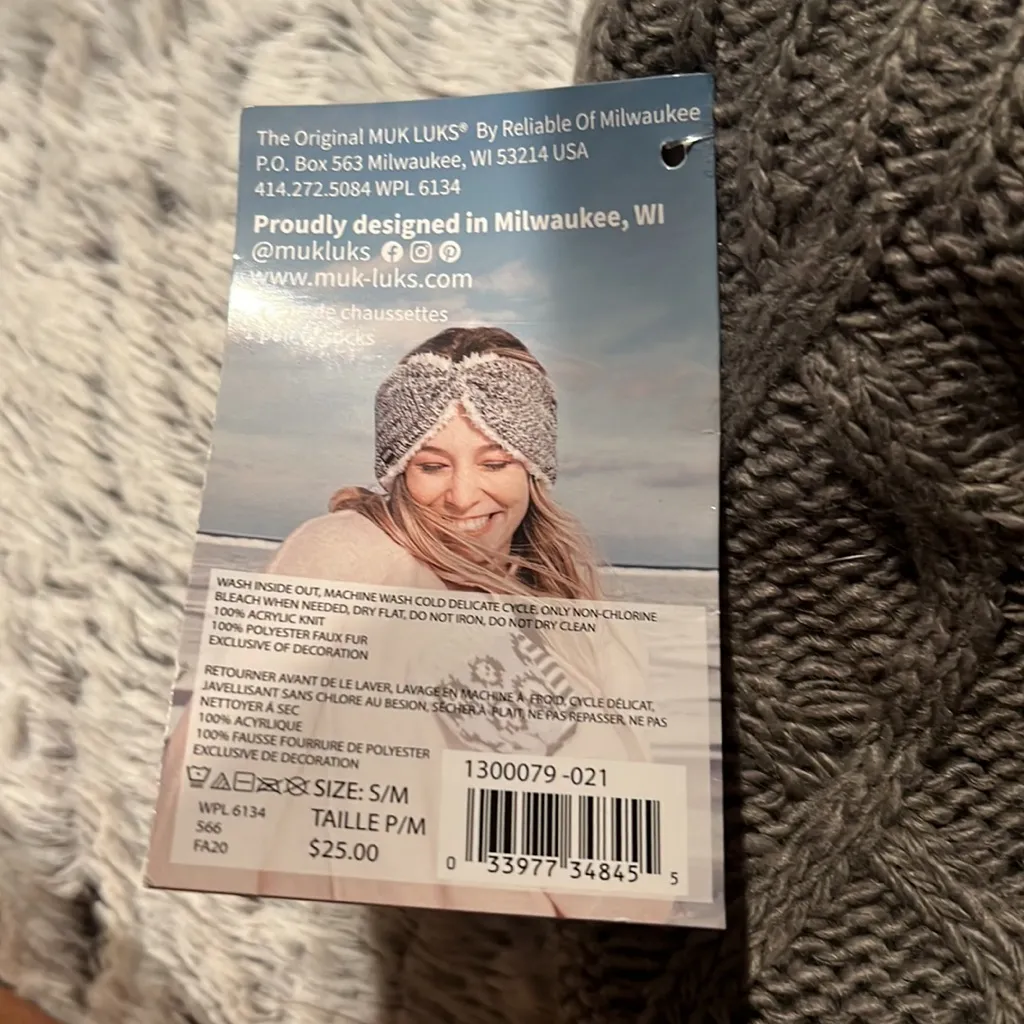 The Original MUK LUKS® By Reliable Of Milwaukee
P.O. Box 563 Milwaukee, WI 53214 USA
414.272.5084 WPL 6134
Proudly designed in Milwaukee, WI
@mukluks
www.muk-luks.com
de chaussettes
socks
WASH INSIDE OUT, MACHINE WASH COLD DELICATE CYCLE, ONLY NON-CHLORINE
BLEACH WHEN NEEDED, DRY FLAT, DO NOT IRON, DO NOT DRY CLEAN
100% ACRYLIC KNIT
100% POLYESTER FAUX FUR
EXCLUSIVE OF DECORATION
RETOURNER AVANT DE LE LAVER, LAVAGE EN MACHINE À FROID, CYCLE DÉLICAT,
JAVELLISANT SANS CHLORE AU BESION, SÉCHER À PLAIT, NE PAS REPASSER, NE PAS
NETTOYER À SEC
100% ACYRLIQUE
100% FAUSSE FOURRURE DE POLYESTER
EXCLUSIVE DE DECORATION
SIZE: S/M
TAILLE P/M
$25.00
WPL 6134
566
FA20
1300079 -021
0 33977 34845 5